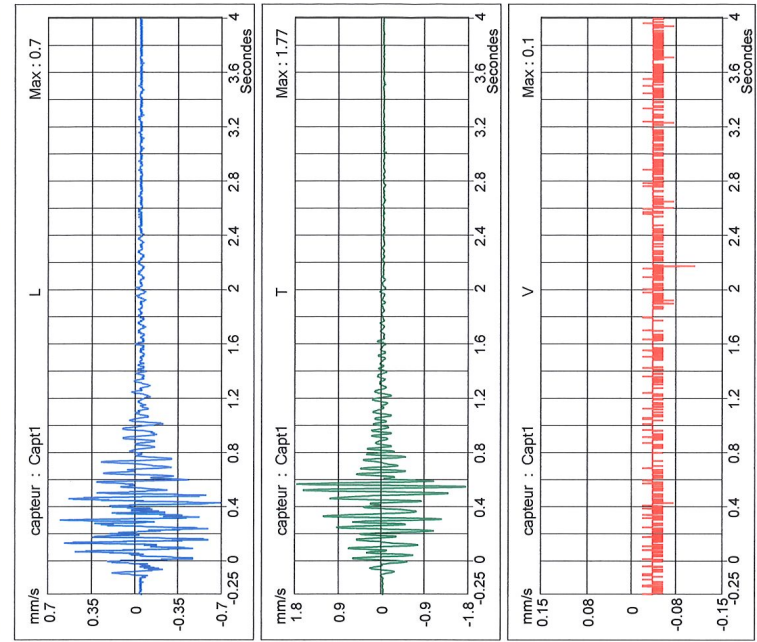 capteur : Capt1 L Max : 0.7
mm/s
0.7
0.35
0
-0.35
-0.7
-0.25 0 0.4 0.8 1.2 1.6 2 2.4 2.8 3.2 3.6 4
Secondes
capteur : Capt1 T Max : 1.77
mm/s
1.8
0.9
0
-0.9
-1.8
-0.25 0 0.4 0.8 1.2 1.6 2 2.4 2.8 3.2 3.6 4
Secondes
capteur : Capt1 V Max : 0.1
mm/s
0.15
0.08
0
-0.08
-0.15
-0.25 0 0.4 0.8 1.2 1.6 2 2.4 2.8 3.2 3.6 4
Secondes